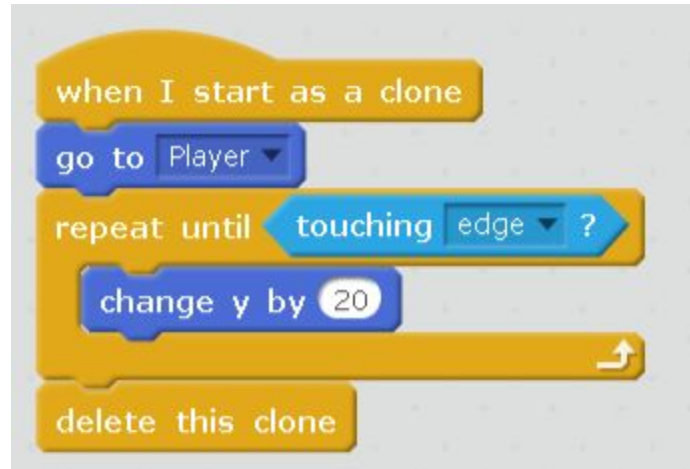 when I start as a clone
go to Player
repeat until touching edge ?
change y by 20
delete this clone